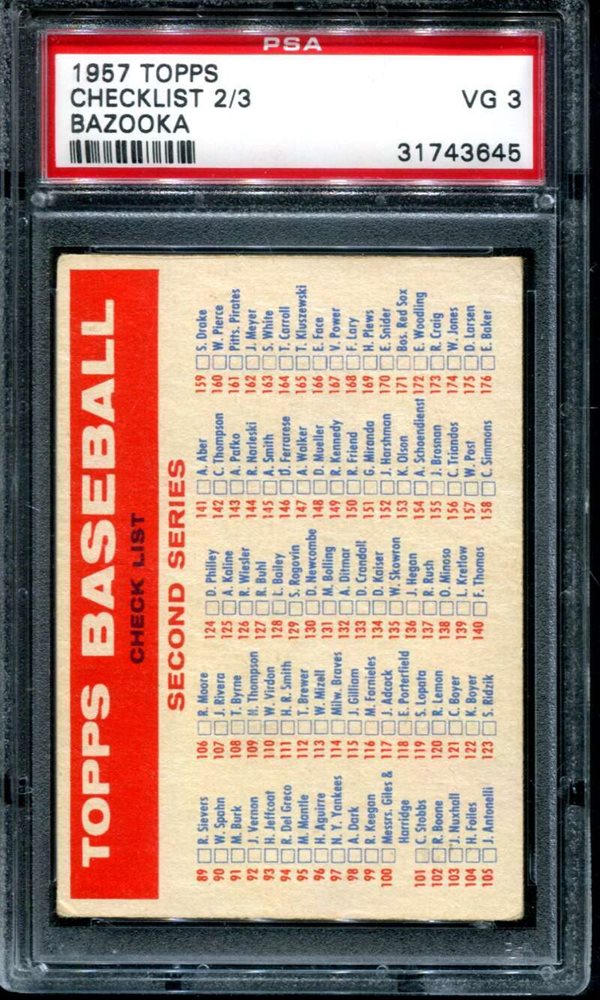 PSA
1957 TOPPS
CHECKLIST 2/3
BAZOOKA
VG 3
31743645
TOPPS BASEBALL
CHECK LIST
SECOND SERIES
89 R. Sievers
90 W. Spahn
91 M. Burk
92 J. Vernon
93 H. Jeffcoat
94 R. Del Greco
95 M. Mantle
96 H. Aguirre
97 N. Y. Yankees
98 A. Dark
99 R. Keegan
100 Messrs. Giles &
Harridge
101 C. Stobbs
102 R. Boone
103 J. Nuxhall
104 H. Foiles
105 J. Antonelli
106 R. Moore
107 J. Rivera
108 T. Byrne
109 H. Thompson
110 W. Virdon
111 H. R. Smith
112 T. Brewer
113 W. Mizell
114 Milw. Braves
115 J. Gilliam
116 M. Fornieles
117 J. Adcock
118 E. Porterfield
119 S. Lopata
120 R. Lemon
121 C. Boyer
122 K. Boyer
123 S. Ridzik
124 D. Philley
125 A. Kaline
126 R. Wiesler
127 R. Buhl
128 L. Bailey
129 S. Rogovin
130 D. Newcombe
131 M. Bolling
132 A. Ditmar
133 D. Crandall
134 D. Kaiser
135 W. Skowron
136 J. Hegan
137 R. Rush
138 O. Minoso
139 L. Kretlow
140 F. Thomas
141 A. Aber
142 C. Thompson
143 A. Pafko
144 R. Narleski
145 A. Smith
146 D. Ferrarese
147 A. Walker
148 D. Mueller
149 R. Kennedy
150 R. Friend
151 G. Miranda
152 J. Harshman
153 K. Olson
154 A. Schoendienst
155 J. Brosnan
156 C. Triandos
157 W. Post
158 C. Simmons
159 S. Drake
160 W. Pierce
161 Pitts. Pirates
162 J. Meyer
163 S. White
164 T. Carroll
165 T. Kluszewski
166 E. Face
167 V. Power
168 F. Lary
169 H. Plews
170 E. Snider
171 Bos. Red Sox
172 E. Woodling
173 R. Craig
174 W. Jones
175 D. Larsen
176 E. Baker